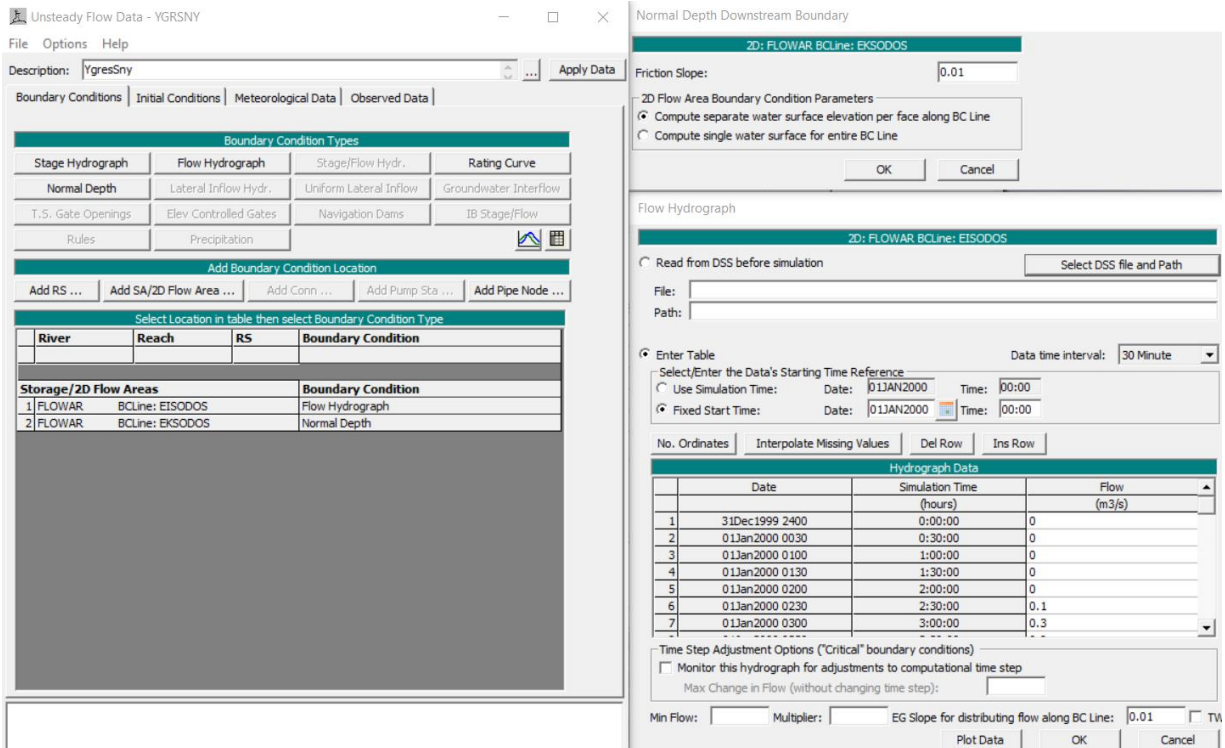 Unsteady Flow Data - YGRSNY
File Options Help
Description: YgresSny ... Apply Data
Boundary Conditions Initial Conditions Meteorological Data Observed Data
Boundary Condition Types
Stage Hydrograph Flow Hydrograph Stage/Flow Hydr. Rating Curve
Normal Depth Lateral Inflow Hydr. Uniform Lateral Inflow Groundwater Interflow
T.S. Gate Openings Elev Controlled Gates Navigation Dams IB Stage/Flow
Rules Precipitation
Add Boundary Condition Location
Add RS ... Add SA/2D Flow Area ... Add Conn ... Add Pump Sta ... Add Pipe Node ...
Select Location in table then select Boundary Condition Type
River Reach RS Boundary Condition
Storage/2D Flow Areas Boundary Condition
1 FLOWAR BCLine: EISODOS Flow Hydrograph
2 FLOWAR BCLine: EKSODOS Normal Depth
Normal Depth Downstream Boundary
2D: FLOWAR BCLine: EKSODOS
Friction Slope: 0.01
2D Flow Area Boundary Condition Parameters
Compute separate water surface elevation per face along BC Line
Compute single water surface for entire BC Line
OK Cancel
Flow Hydrograph
2D: FLOWAR BCLine: EISODOS
Read from DSS before simulation Select DSS file and Path
File:
Path:
Enter Table Data time interval: 30 Minute
Select/Enter the Data's Starting Time Reference
Use Simulation Time: Date: 01JAN2000 Time: 00:00
Fixed Start Time: Date: 01JAN2000 Time: 00:00
No. Ordinates Interpolate Missing Values Del Row Ins Row
Hydrograph Data
Date Simulation Time Flow
(hours) (m3/s)
1 31Dec1999 2400 0:00:00 0
2 01Jan2000 0030 0:30:00 0
3 01Jan2000 0100 1:00:00 0
4 01Jan2000 0130 1:30:00 0
5 01Jan2000 0200 2:00:00 0
6 01Jan2000 0230 2:30:00 0.1
7 01Jan2000 0300 3:00:00 0.3
Time Step Adjustment Options ("Critical" boundary conditions)
Monitor this hydrograph for adjustments to computational time step
Max Change in Flow (without changing time step):
Min Flow: Multiplier: EG Slope for distributing flow along BC Line: 0.01 TW
Plot Data OK Cancel